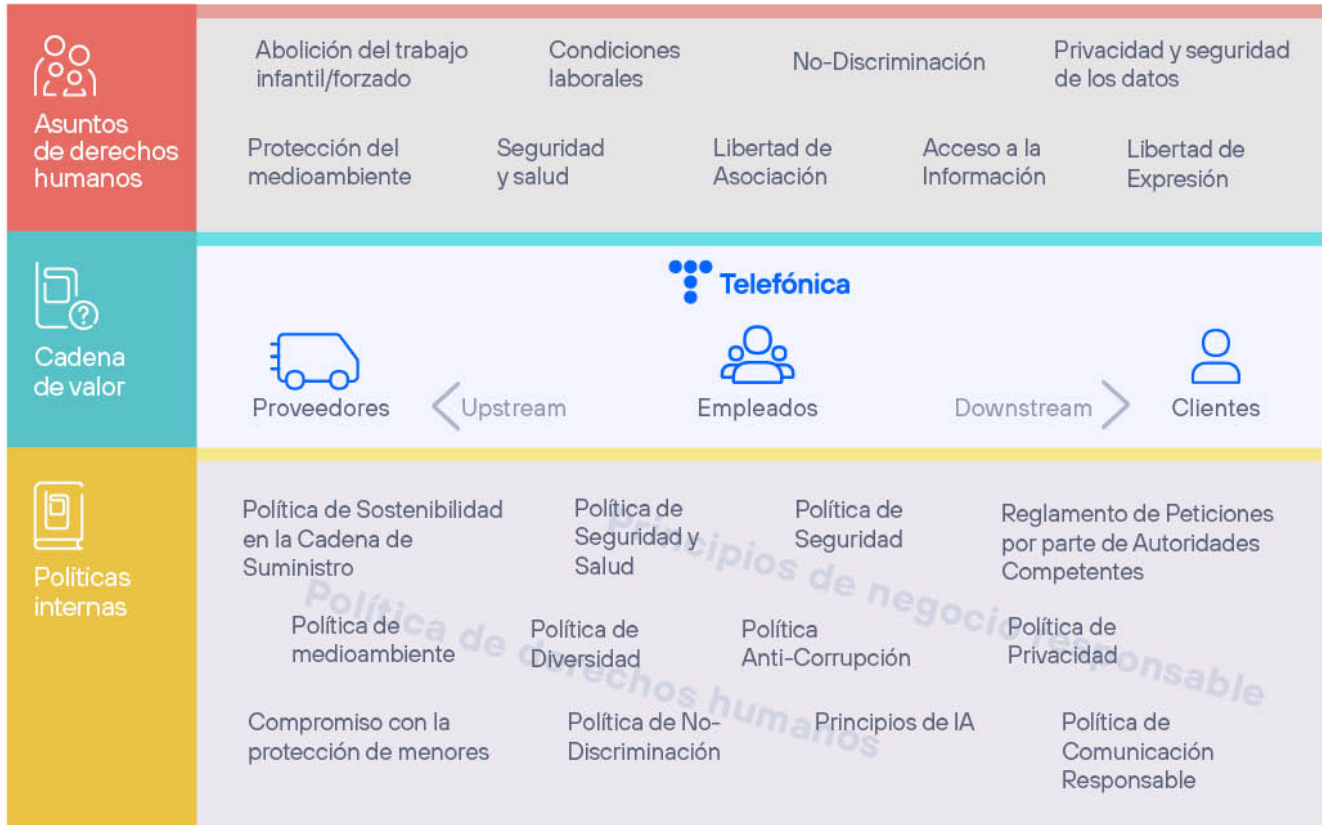 Asuntos
de derechos
humanos
Abolición del trabajo
infantil/forzado
Condiciones
laborales
No-Discriminación
Privacidad y seguridad
de los datos
Protección del
medioambiente
Seguridad
y salud
Libertad de
Asociación
Acceso a la
Información
Libertad de
Expresión
Cadena
de valor
Telefónica
Proveedores
Upstream
Empleados
Downstream
Clientes
Políticas
internas
Política de Sostenibilidad
en la Cadena de
Suministro
Política de
Seguridad y
Salud
Política de
Seguridad
Reglamento de Peticiones
por parte de Autoridades
Competentes
Principios de negocio responsable
Política de derechos humanos
Política de
medioambiente
Política de
Diversidad
Política
Anti-Corrupción
Política de
Privacidad
Compromiso con la
protección de menores
Política de No-
Discriminación
Principios de IA
Política de
Comunicación
Responsable